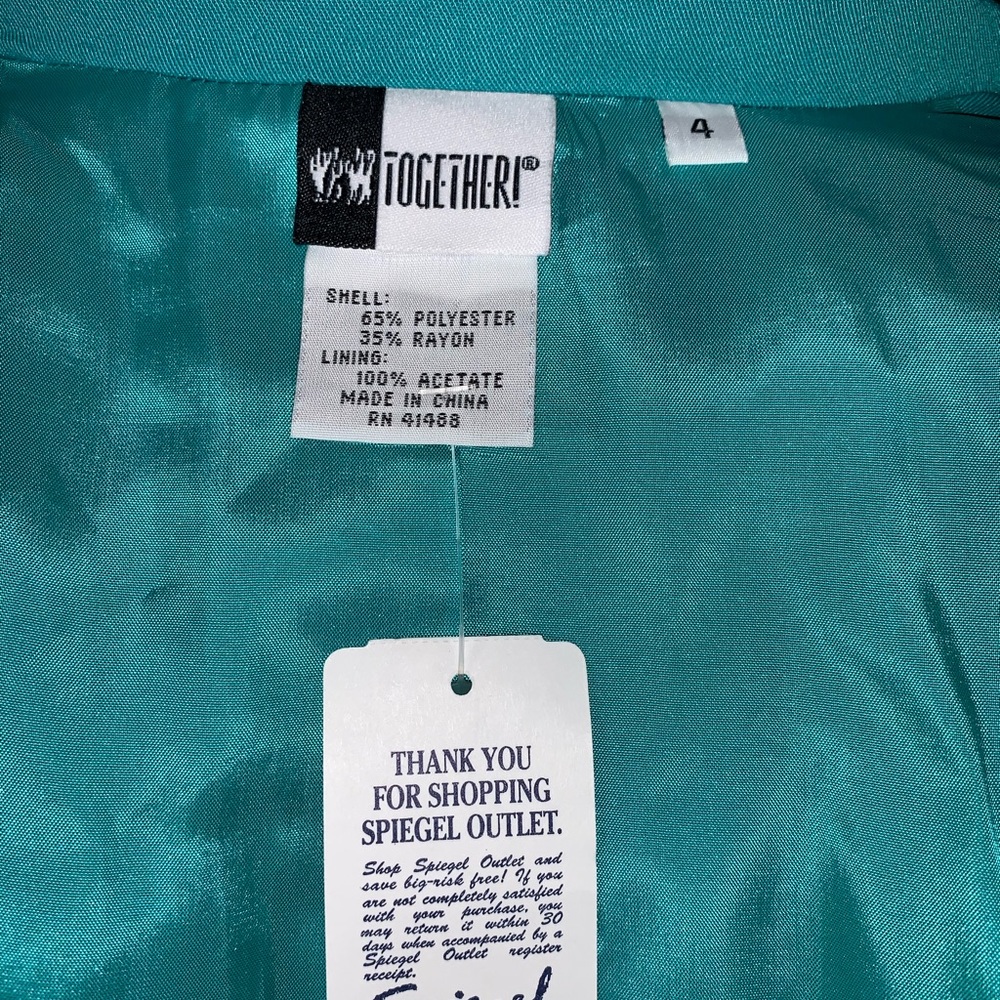 TOGETHER!®
4
SHELL:
65% POLYESTER
35% RAYON
LINING:
100% ACETATE
MADE IN CHINA
RN 41488
THANK YOU
FOR SHOPPING
SPIEGEL OUTLET.
Shop Spiegel Outlet and
save big-risk free! If you
are not completely satisfied
with your purchase, you
may return it within 30
days when accompanied by a
Spiegel Outlet register
receipt.
Spiegel